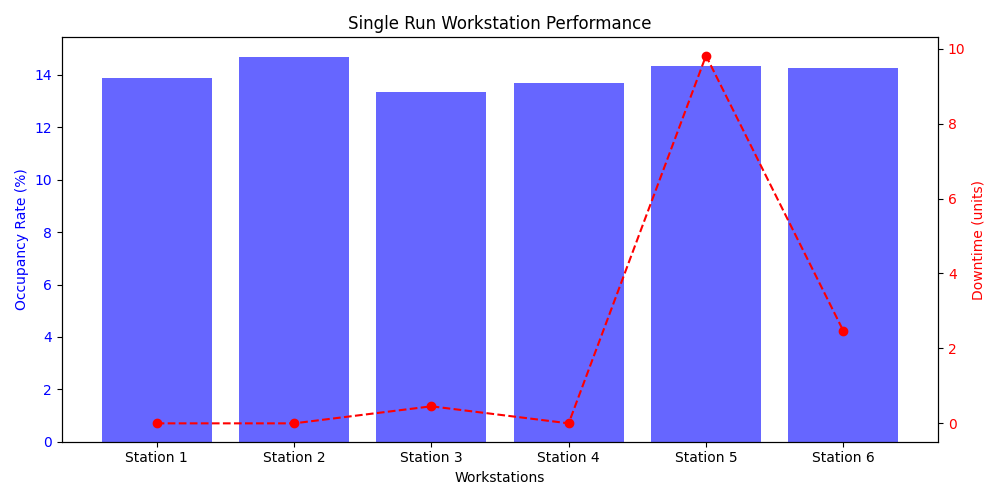 Single Run Workstation Performance
Occupancy Rate (%)
14
12
10
8
6
4
2
0
10
8
6
4
2
0
Downtime (units)
Station 1 Station 2 Station 3 Station 4 Station 5 Station 6
Workstations